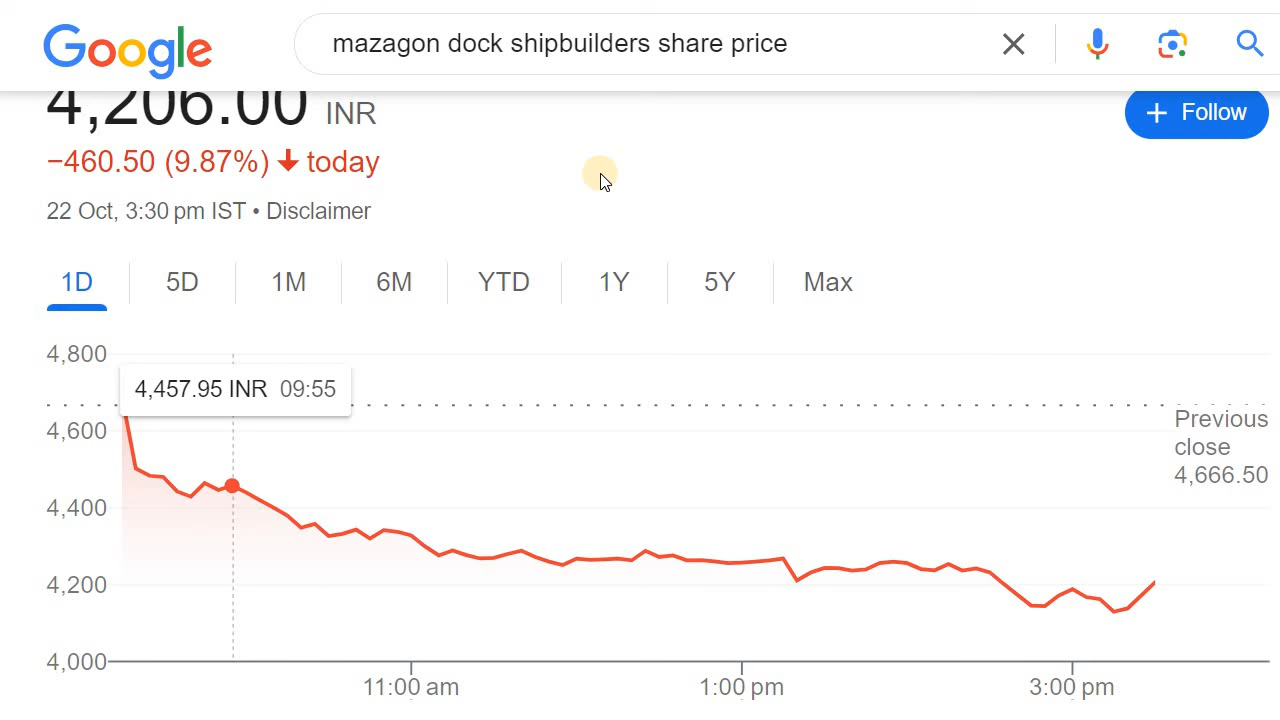 Google
mazagon dock shipbuilders share price
4,206.00 INR
+ Follow
−460.50 (9.87%) ↓ today
22 Oct, 3:30 pm IST • Disclaimer
1D 5D 1M 6M YTD 1Y 5Y Max
4,800
4,457.95 INR 09:55
4,600
Previous
close
4,666.50
4,400
4,200
4,000
11:00 am 1:00 pm 3:00 pm